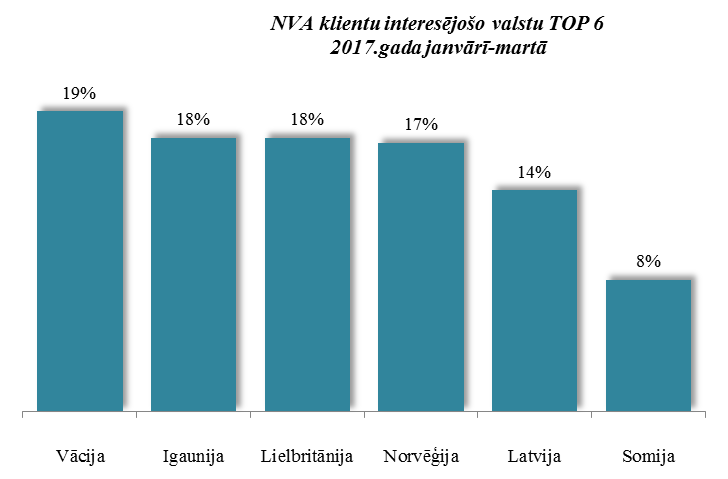 NVA klientu interesējošo valstu TOP 6
2017.gada janvārī-martā
19%
18%
18%
17%
14%
8%
Vācija
Igaunija
Lielbritānija
Norvēģija
Latvija
Somija